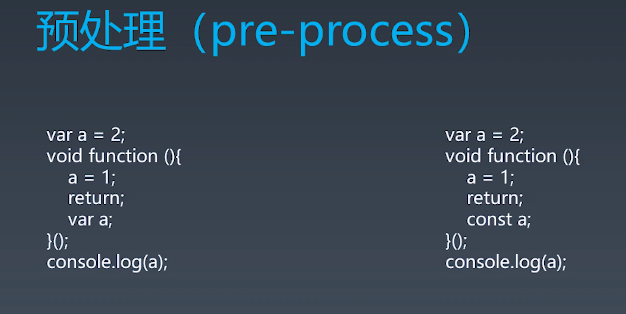 预处理（pre-process）
var a = 2;
void function (){
a = 1;
return;
var a;
}();
console.log(a);
var a = 2;
void function (){
a = 1;
return;
const a;
}();
console.log(a);